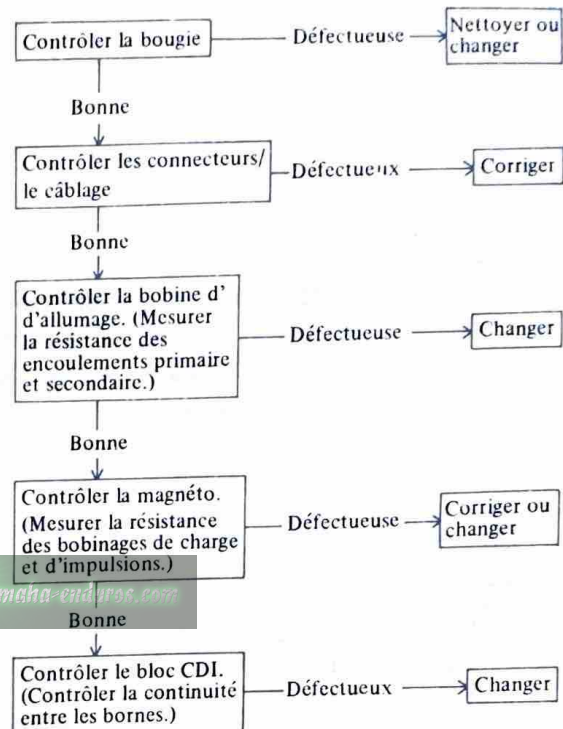 Contrôler la bougie
Défectueuse
Nettoyer ou
changer
Bonne
Contrôler les connecteurs/
le câblage
Défectueux
Corriger
Bonne
Contrôler la bobine d'
d'allumage. (Mesurer
la résistance des
encoulements primaire
et secondaire.)
Défectueuse
Changer
Bonne
Contrôler la magnéto.
(Mesurer la résistance
des bobinages de charge
et d'impulsions.)
Défectueuse
Corriger ou
changer
maha-enduros.com
Bonne
Contrôler le bloc CDI.
(Contrôler la continuité
entre les bornes.)
Défectueux
Changer